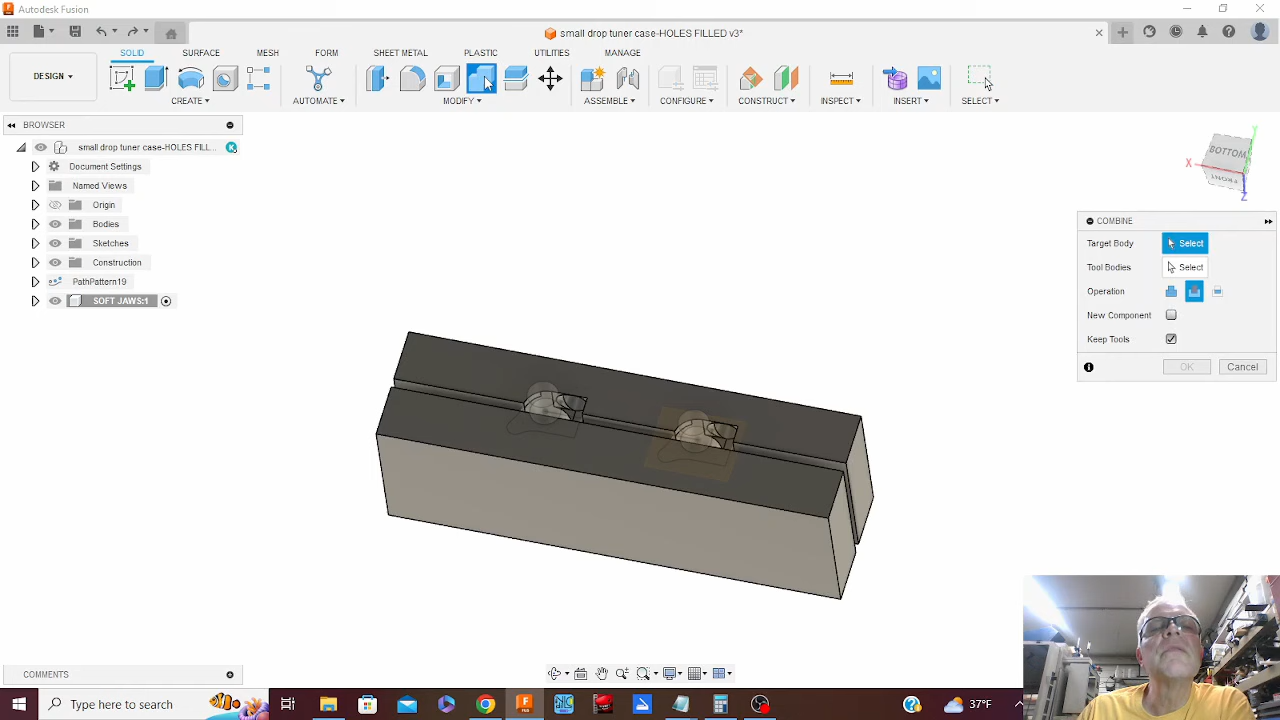 Autodesk Fusion
small drop tuner case-HOLES FILLED v3*
DESIGN
SOLID
SURFACE
MESH
FORM
SHEET METAL
PLASTIC
UTILITIES
MANAGE
CREATE
AUTOMATE
MODIFY
ASSEMBLE
CONFIGURE
CONSTRUCT
INSPECT
INSERT
SELECT
BROWSER
small drop tuner case-HOLES FILL...
K
Document Settings
Named Views
Origin
Bodies
Sketches
Construction
PathPattern19
SOFT JAWS:1
Y
BOTTOM
X
FRONT
Z
COMBINE
Target Body
Select
Tool Bodies
Select
Operation
New Component
Keep Tools
OK
Cancel
COMMENTS
Type here to search
37°F